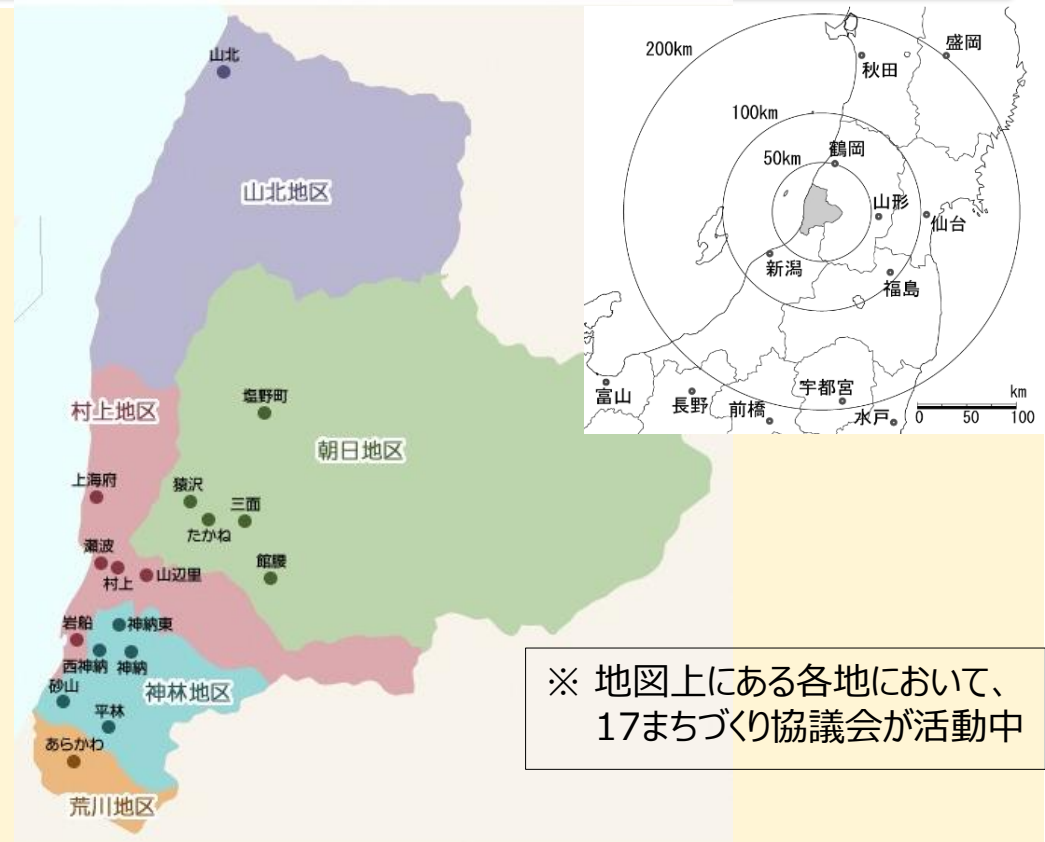 山北
山北地区
村上地区
塩野町
朝日地区
上海府
猿沢
たかね
三面
瀬波
村上
山辺里
館腰
岩船
神納東
西神納
神納
砂山
神林地区
平林
あらかわ
荒川地区
200km
100km
50km
盛岡
秋田
鶴岡
山形
仙台
新潟
福島
富山
長野
前橋
宇都宮
水戸
km
0 50 100
※ 地図上にある各地において、
17まちづくり協議会が活動中